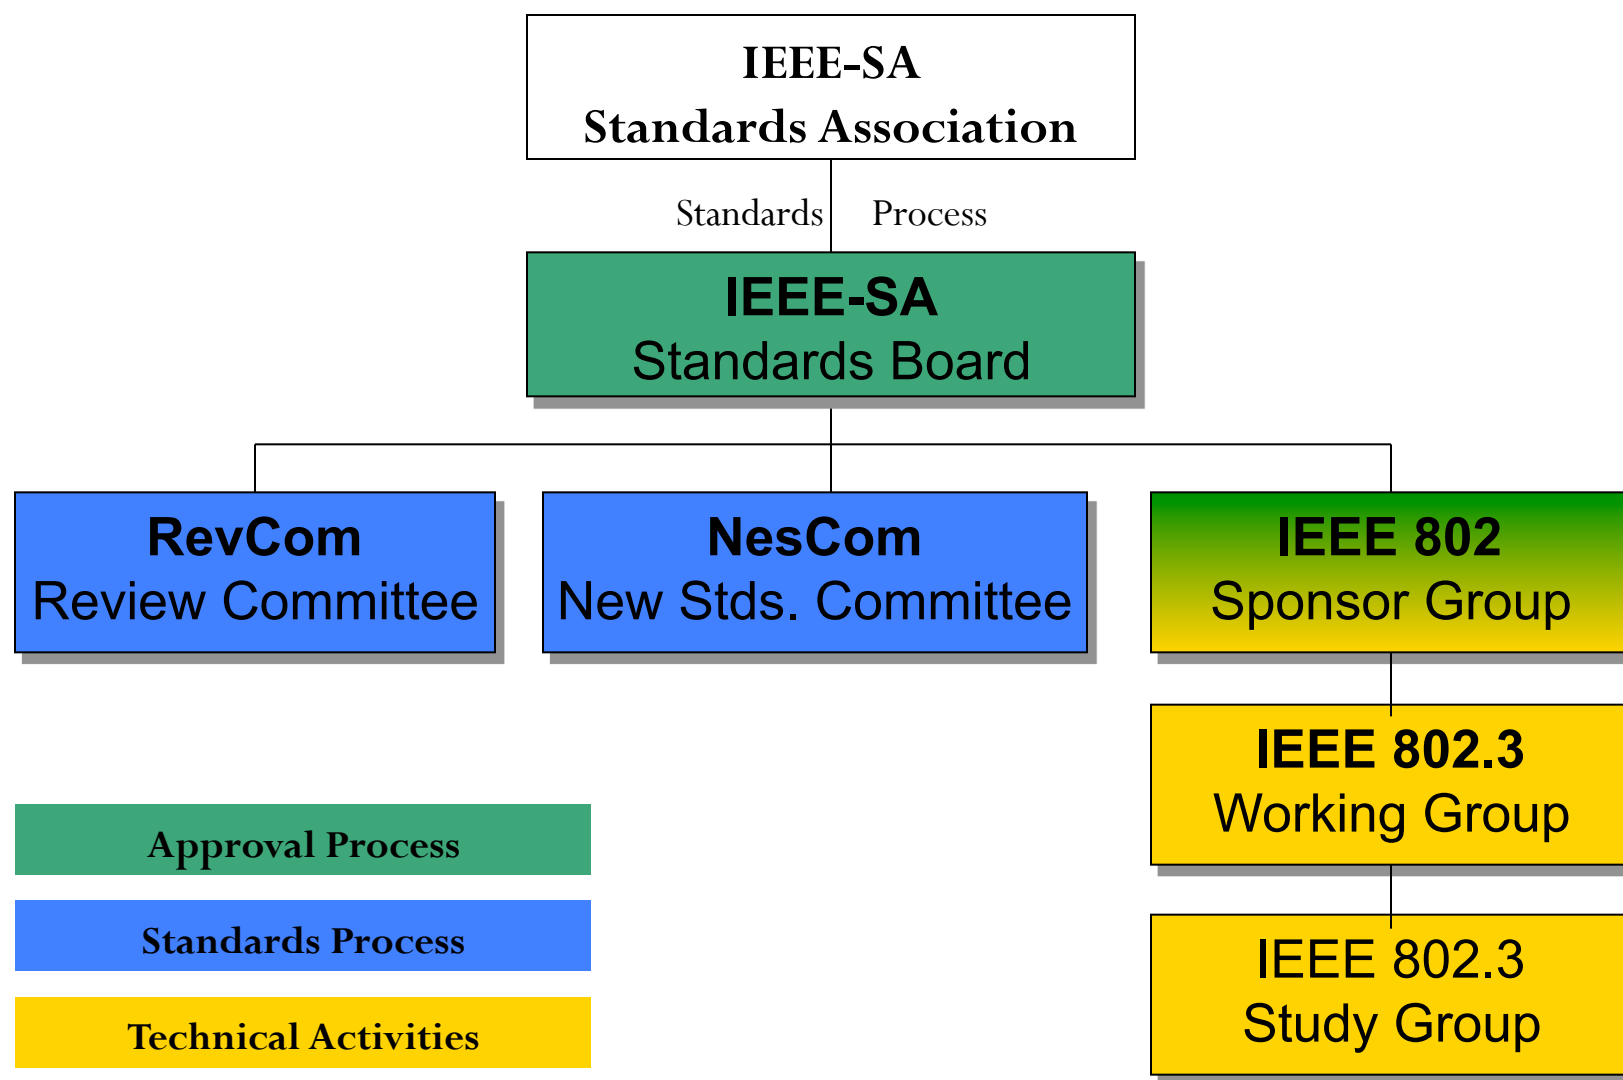 IEEE-SA
Standards Association
Standards Process
IEEE-SA
Standards Board
RevCom
Review Committee
NesCom
New Stds. Committee
IEEE 802
Sponsor Group
IEEE 802.3
Working Group
IEEE 802.3
Study Group
Approval Process
Standards Process
Technical Activities